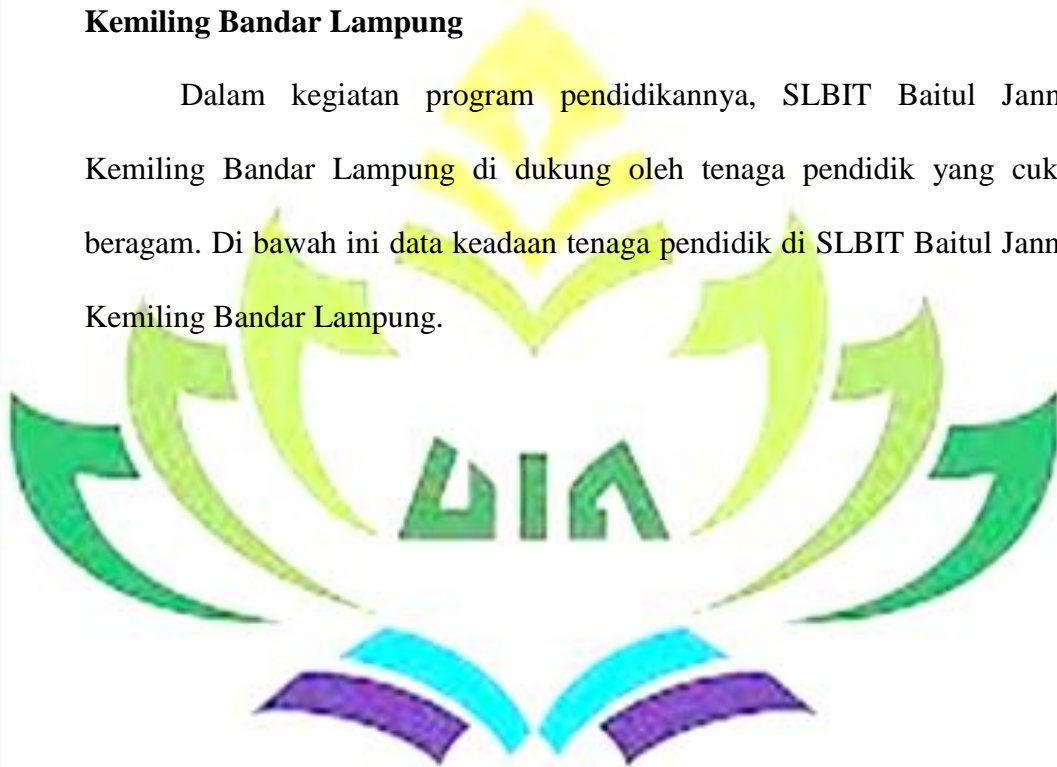 Kemiling Bandar Lampung
Dalam kegiatan program pendidikannya, SLBIT Baitul Jann
Kemiling Bandar Lampung di dukung oleh tenaga pendidik yang cuk
beragam. Di bawah ini data keadaan tenaga pendidik di SLBIT Baitul Jann
Kemiling Bandar Lampung.
UIN